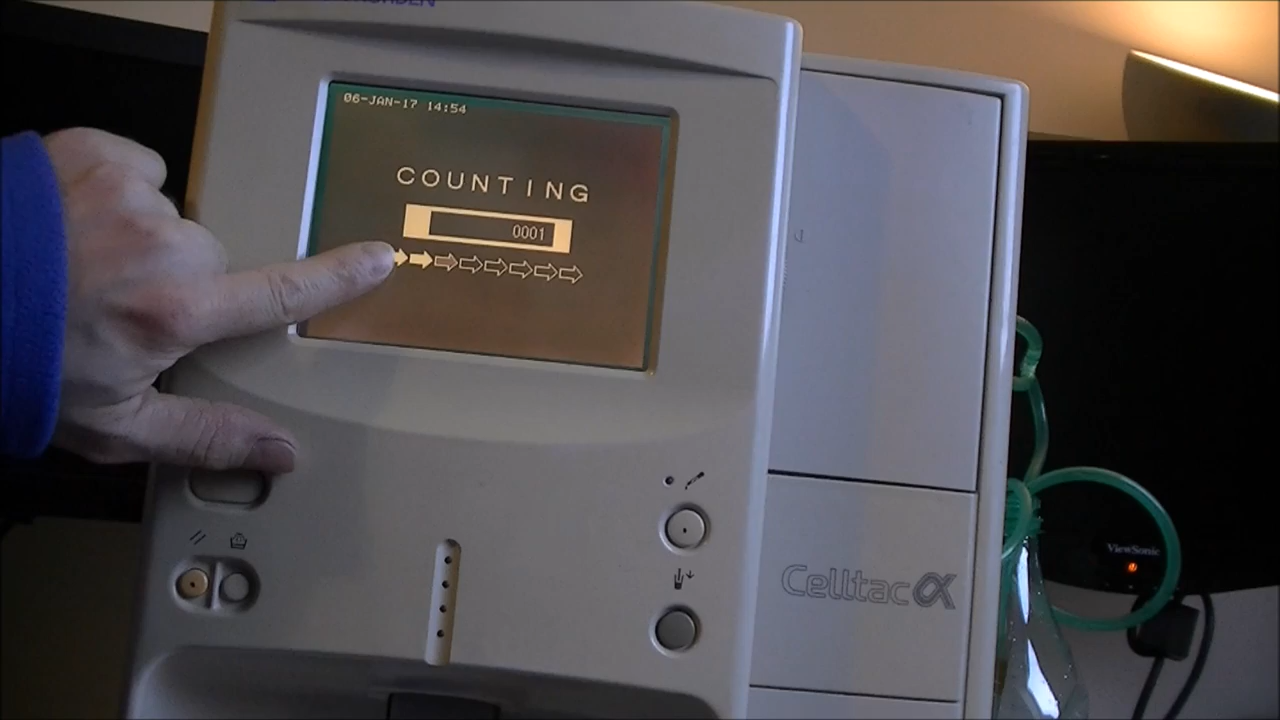 06-JAN-17 14:54
COUNTING
0001
Celltac α
ViewSonic